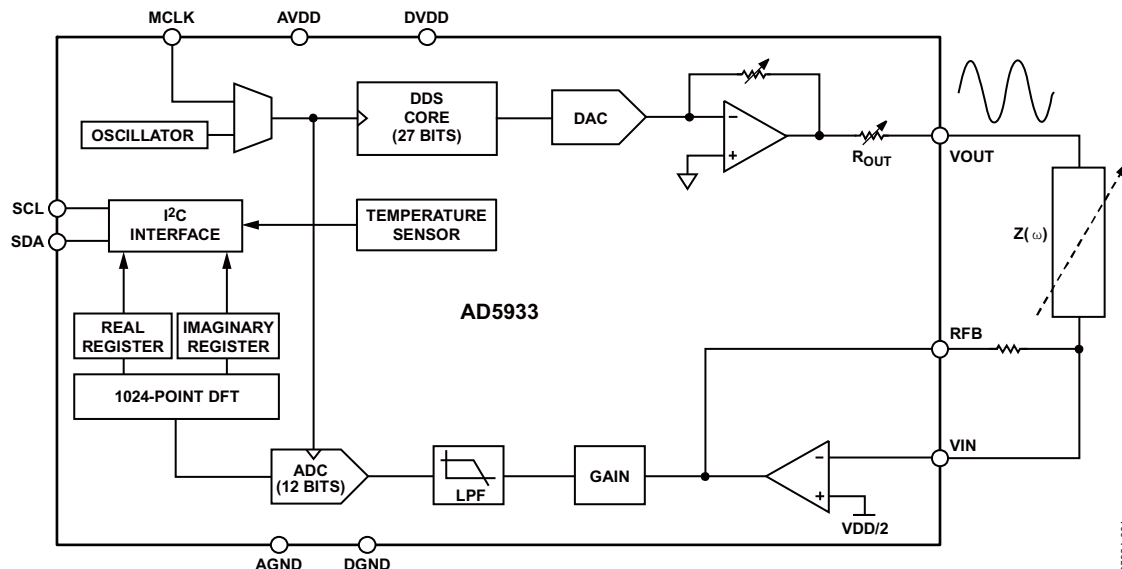 MCLK
AVDD
DVDD
OSCILLATOR
DDS
CORE
(27 BITS)
DAC
−
+
R_OUT
VOUT
SCL
SDA
I²C
INTERFACE
TEMPERATURE
SENSOR
Z(ω)
AD5933
REAL
REGISTER
IMAGINARY
REGISTER
RFB
1024-POINT DFT
ADC
(12 BITS)
LPF
GAIN
−
+
VDD/2
VIN
AGND
DGND